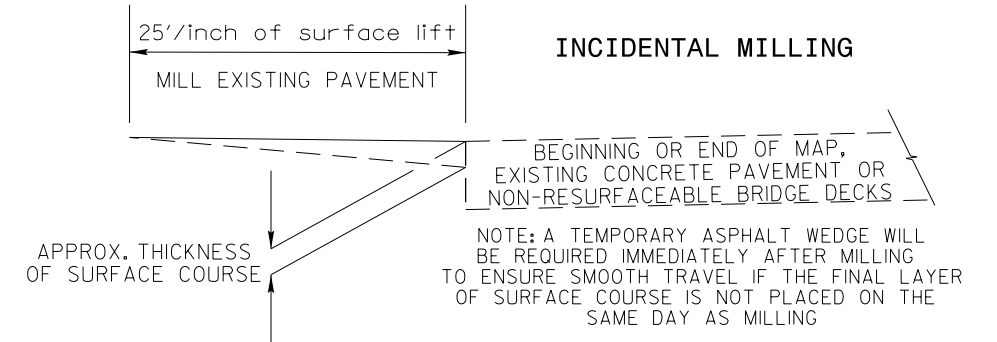 25'/inch of surface lift
INCIDENTAL MILLING
MILL EXISTING PAVEMENT
BEGINNING OR END OF MAP,
EXISTING CONCRETE PAVEMENT OR
NON-RESURFACEABLE BRIDGE DECKS
APPROX. THICKNESS
OF SURFACE COURSE
NOTE: A TEMPORARY ASPHALT WEDGE WILL
BE REQUIRED IMMEDIATELY AFTER MILLING
TO ENSURE SMOOTH TRAVEL IF THE FINAL LAYER
OF SURFACE COURSE IS NOT PLACED ON THE
SAME DAY AS MILLING